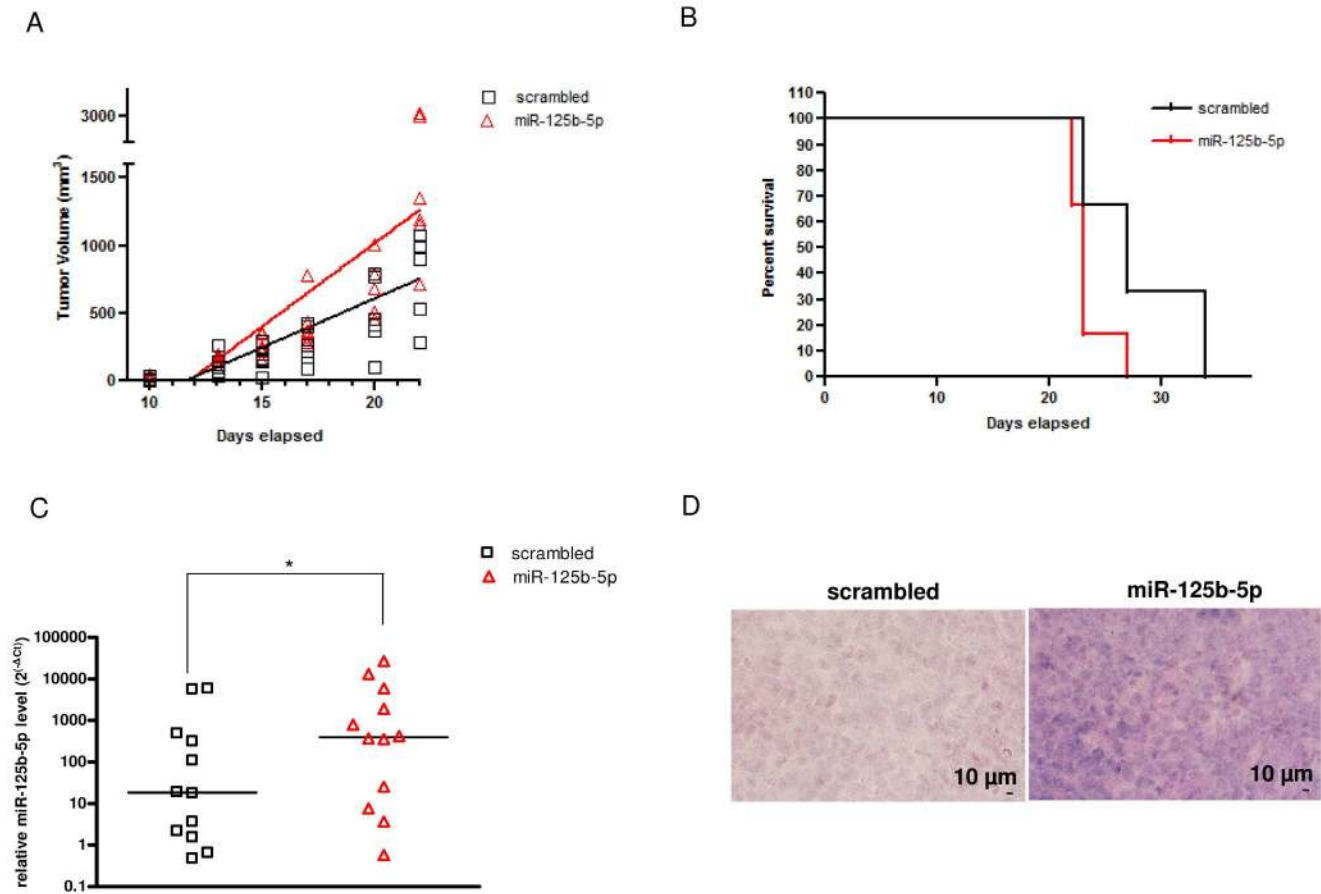 A
3000
1500
1000
500
0
Tumor Volume (mm³)
10
15
20
Days elapsed
scrambled
miR-125b-5p
B
110
100
90
80
70
60
50
40
30
20
10
0
Percent survival
0
10
20
30
Days elapsed
scrambled
miR-125b-5p
C
*
scrambled
miR-125b-5p
100000
10000
1000
100
10
1
0.1
relative miR-125b-5p level (2^(-ΔCt))
D
scrambled
miR-125b-5p
10 µm
10 µm